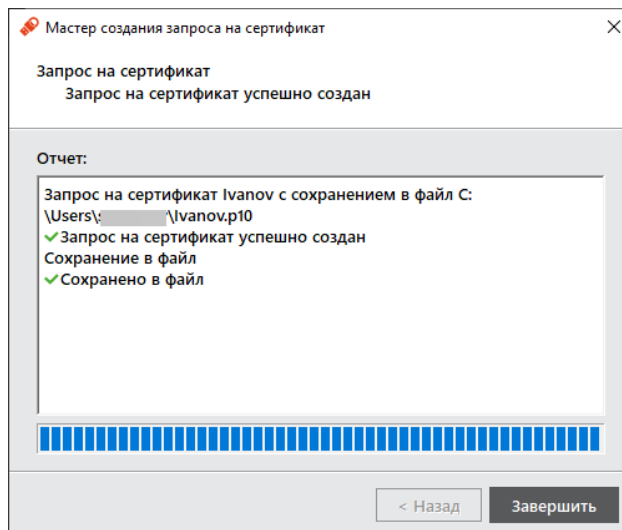 Мастер создания запроса на сертификат
Запрос на сертификат
Запрос на сертификат успешно создан
Отчет:
Запрос на сертификат Ivanov с сохранением в файл C:
\Users\ \Ivanov.p10
Запрос на сертификат успешно создан
Сохранение в файл
Сохранено в файл
< Назад
Завершить